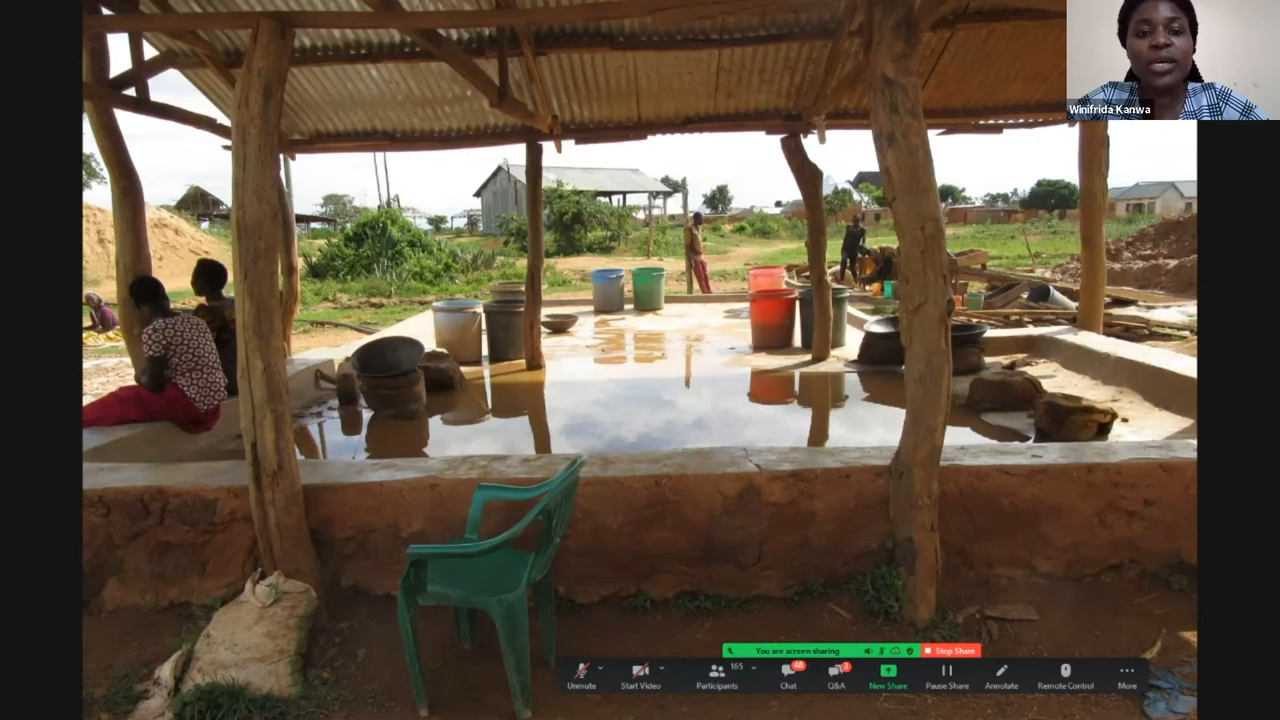 Winifrida Kanwa
You are screen sharing
Stop Share
165
48
3
Unmute
Start Video
Participants
Chat
Q&A
New Share
Pause Share
Annotate
Remote Control
More